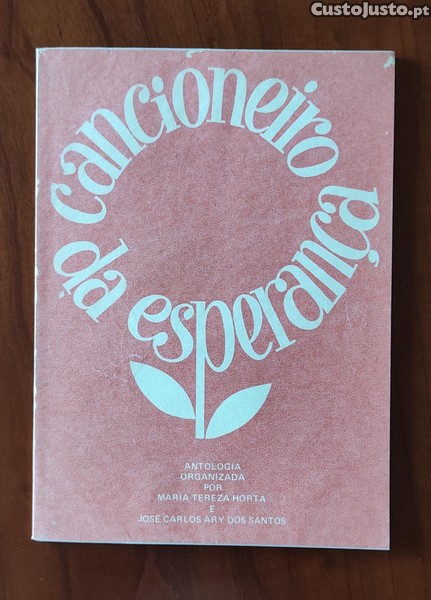 CustoJusto.pt
cancioneiro
da esperança
ANTOLOGIA
ORGANIZADA
POR
MARIA TEREZA HORTA
E
JOSÉ CARLOS ARY DOS SANTOS